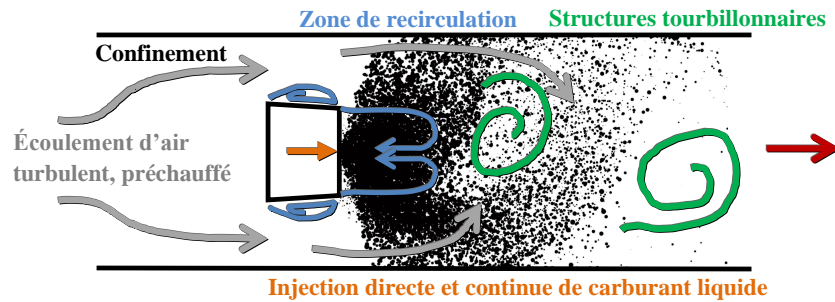 Zone de recirculation
Structures tourbillonnaires
Confinement
Écoulement d'air
turbulent, préchauffé
Injection directe et continue de carburant liquide